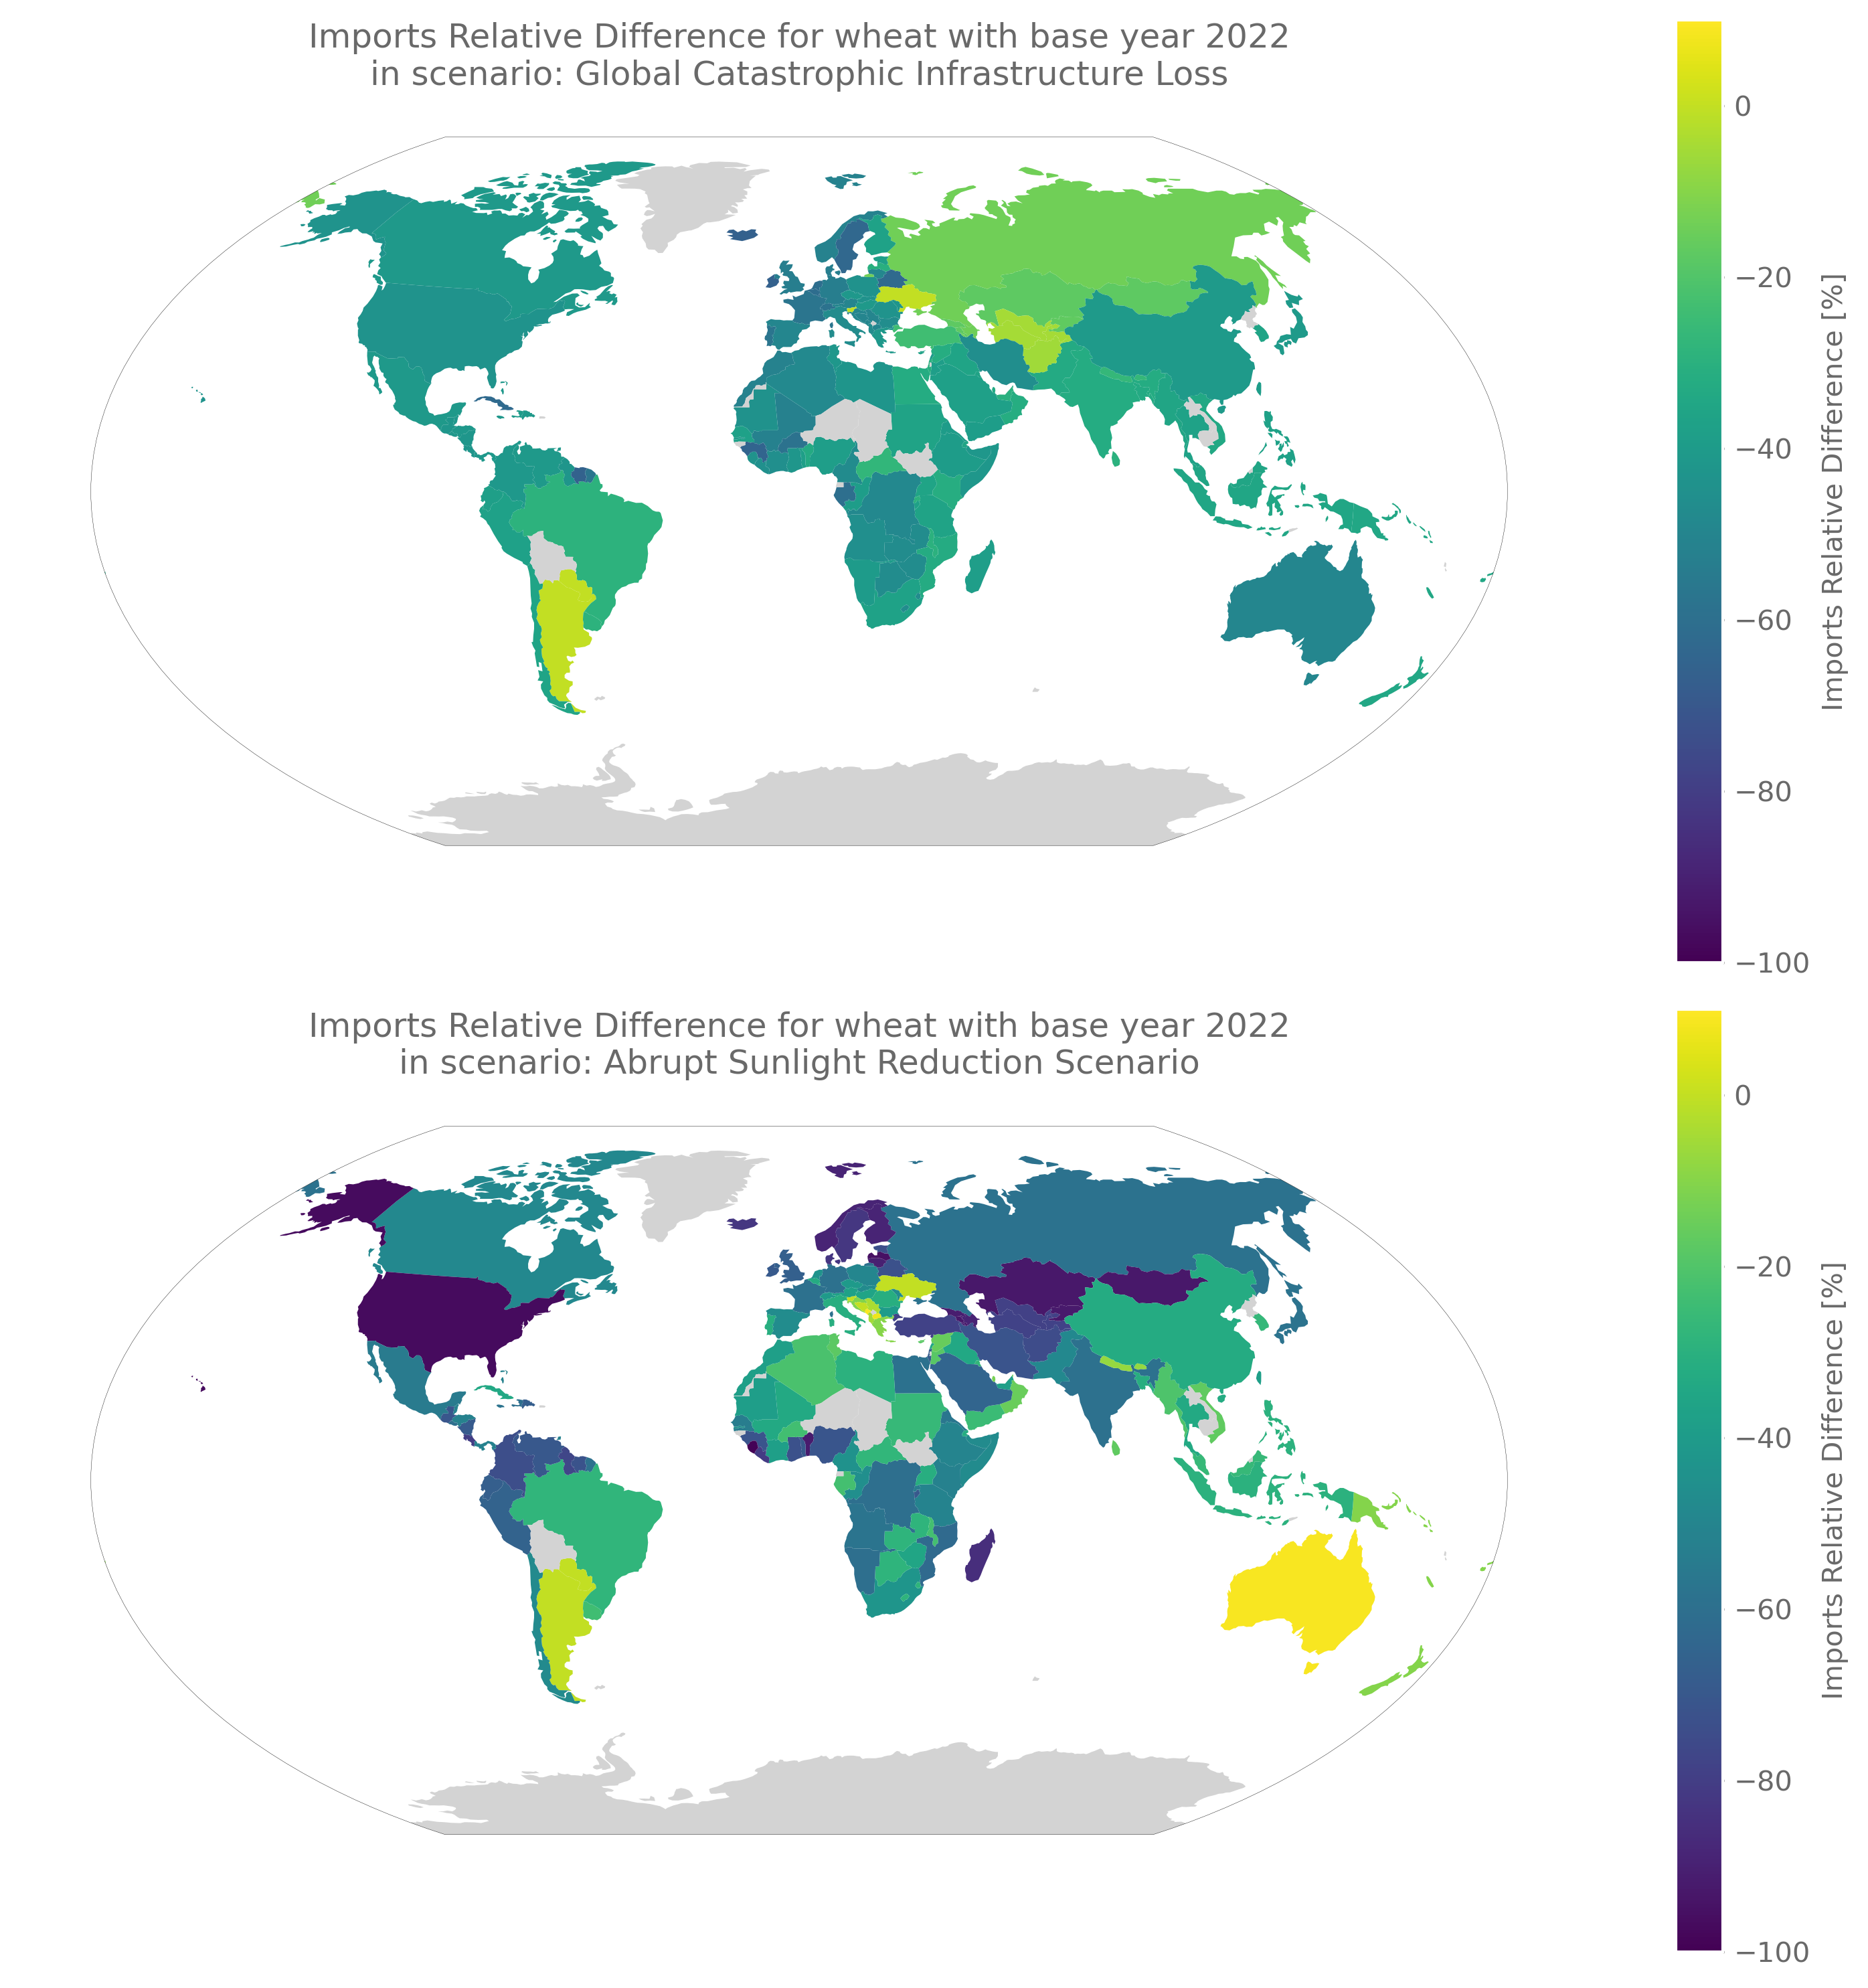 Imports Relative Difference for wheat with base year 2022
in scenario: Global Catastrophic Infrastructure Loss
0
−20
−40
−60
−80
−100
Imports Relative Difference [%]
Imports Relative Difference for wheat with base year 2022
in scenario: Abrupt Sunlight Reduction Scenario
0
−20
−40
−60
−80
−100
Imports Relative Difference [%]